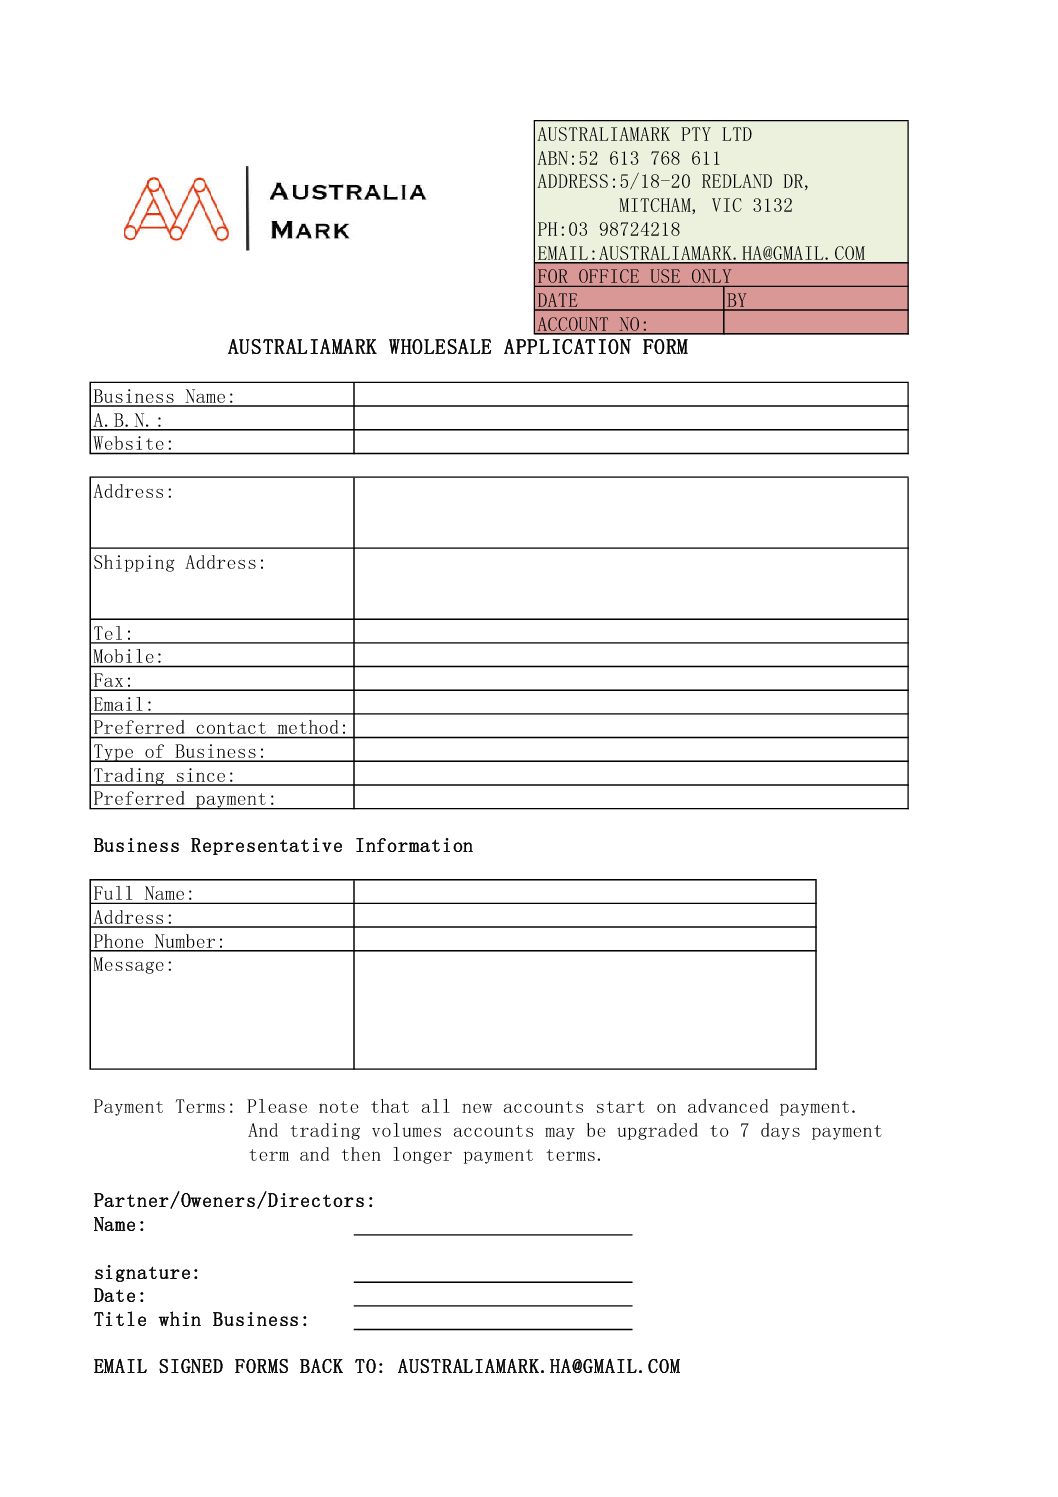 AUSTRALIA
MARK
AUSTRALIAMARK PTY LTD
ABN:52 613 768 611
ADDRESS:5/18-20 REDLAND DR,
MITCHAM, VIC 3132
PH:03 98724218
EMAIL:AUSTRALIAMARK.HA@GMAIL.COM
FOR OFFICE USE ONLY
DATE BY
ACCOUNT NO:
AUSTRALIAMARK WHOLESALE APPLICATION FORM
Business Name:
A.B.N.:
Website:
Address:
Shipping Address:
Tel:
Mobile:
Fax:
Email:
Preferred contact method:
Type of Business:
Trading since:
Preferred payment:
Business Representative Information
Full Name:
Address:
Phone Number:
Message:
Payment Terms: Please note that all new accounts start on advanced payment.
And trading volumes accounts may be upgraded to 7 days payment
term and then longer payment terms.
Partner/Oweners/Directors:
Name:
signature:
Date:
Title whin Business:
EMAIL SIGNED FORMS BACK TO: AUSTRALIAMARK.HA@GMAIL.COM